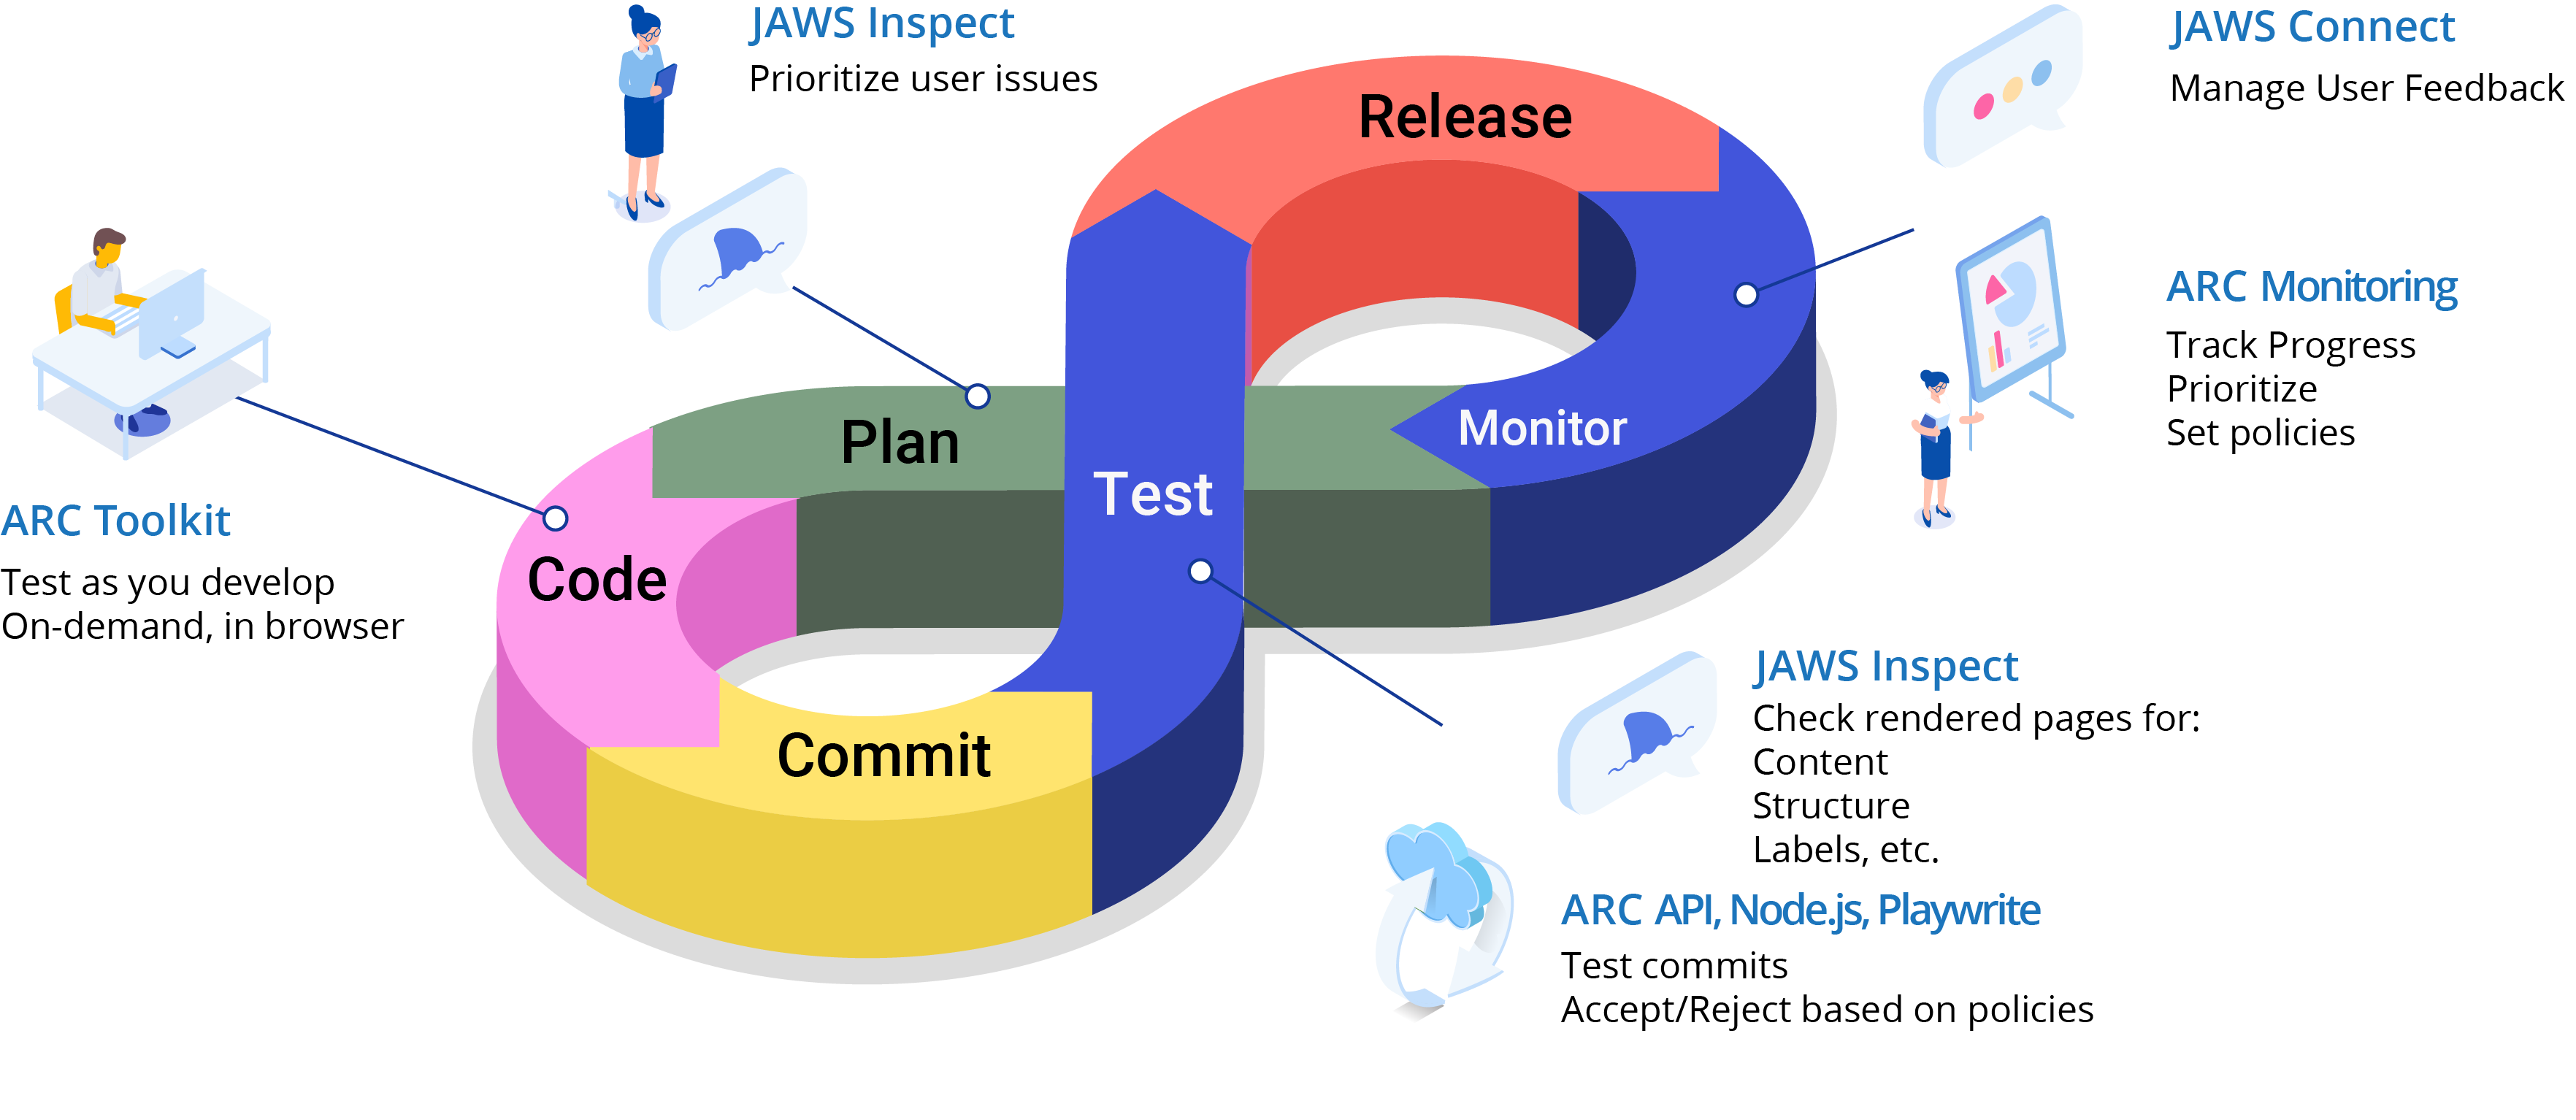 JAWS Inspect
Prioritize user issues
JAWS Connect
Manage User Feedback
Release
ARC Monitoring
Track Progress
Prioritize
Set policies
Plan
Monitor
Test
ARC Toolkit
Test as you develop
On-demand, in browser
Code
Commit
JAWS Inspect
Check rendered pages for:
Content
Structure
Labels, etc.
ARC API, Node.js, Playwrite
Test commits
Accept/Reject based on policies